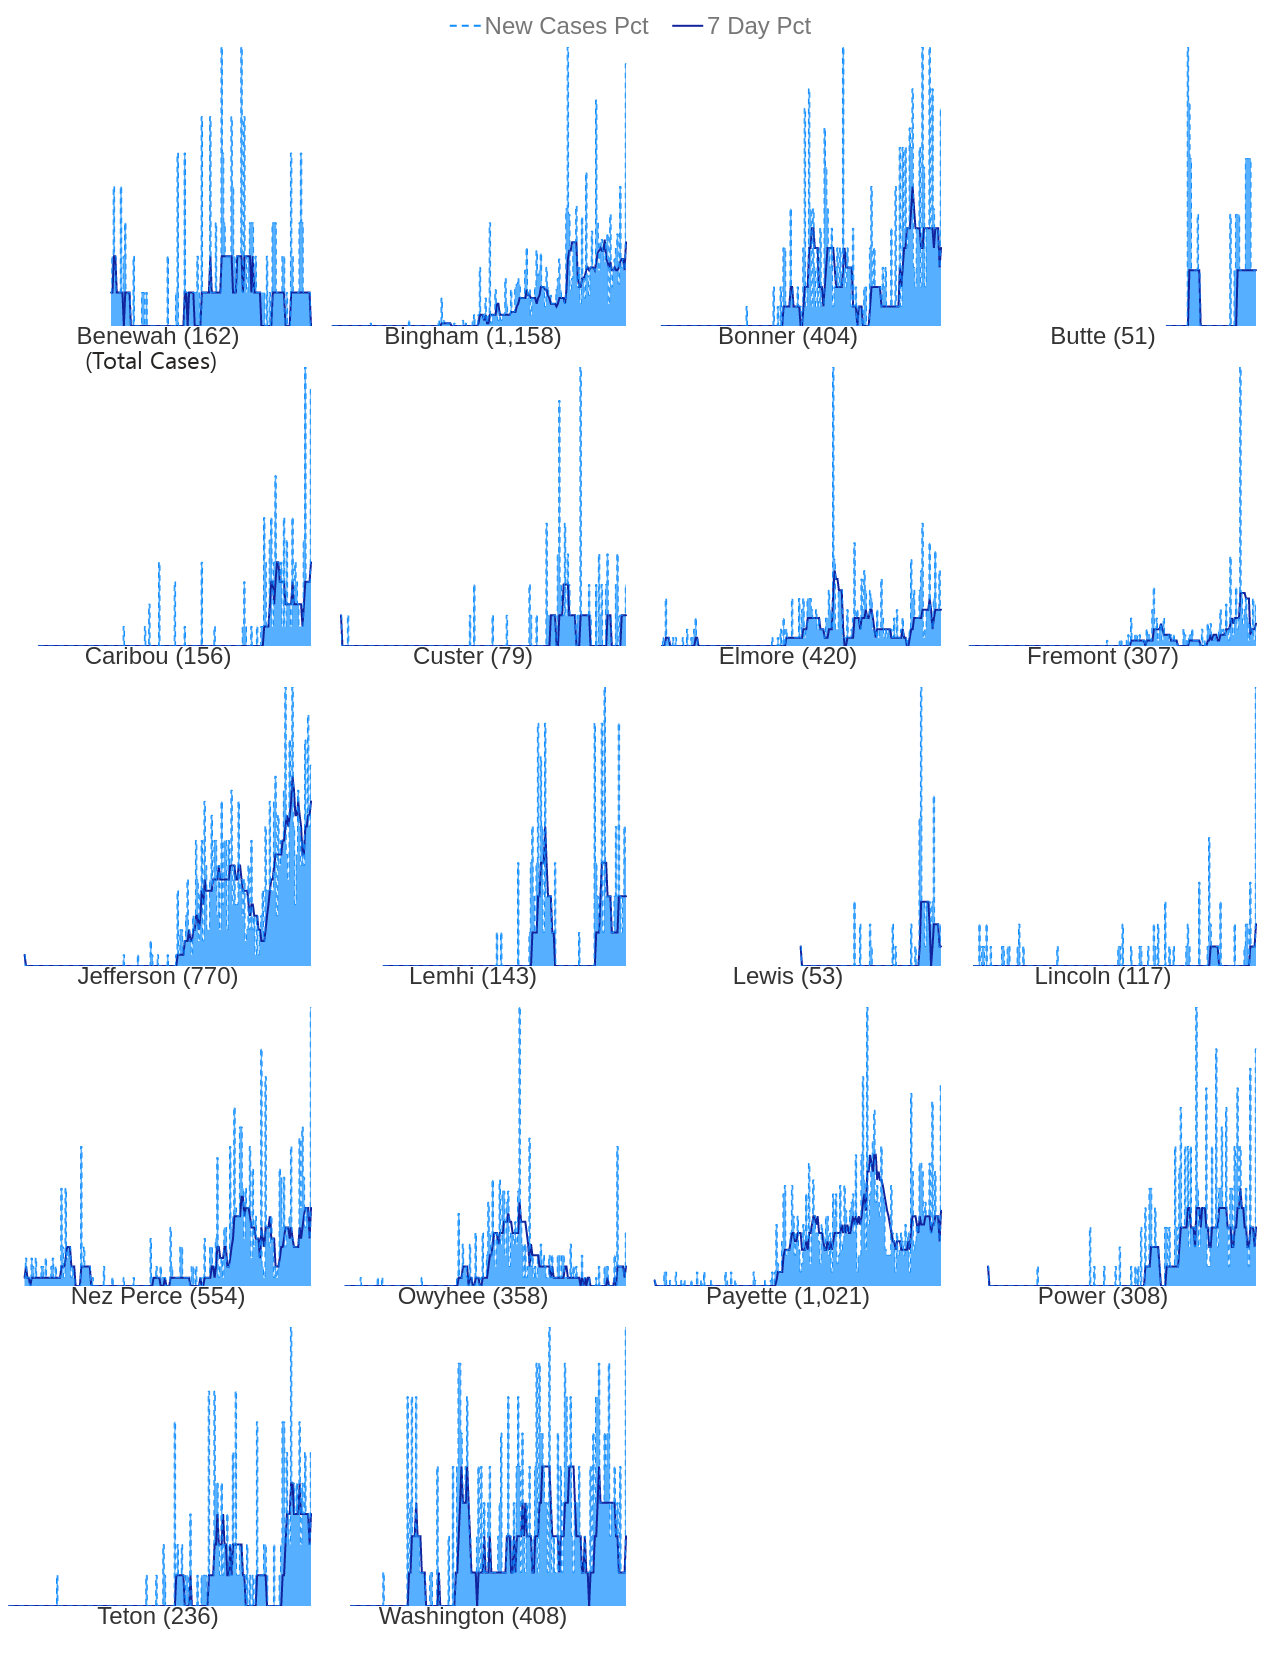 New Cases Pct 7 Day Pct
Benewah (162) Bingham (1,158) Bonner (404) Butte (51)
(Total Cases)
Caribou (156) Custer (79) Elmore (420) Fremont (307)
Jefferson (770) Lemhi (143) Lewis (53) Lincoln (117)
Nez Perce (554) Owyhee (358) Payette (1,021) Power (308)
Teton (236) Washington (408)